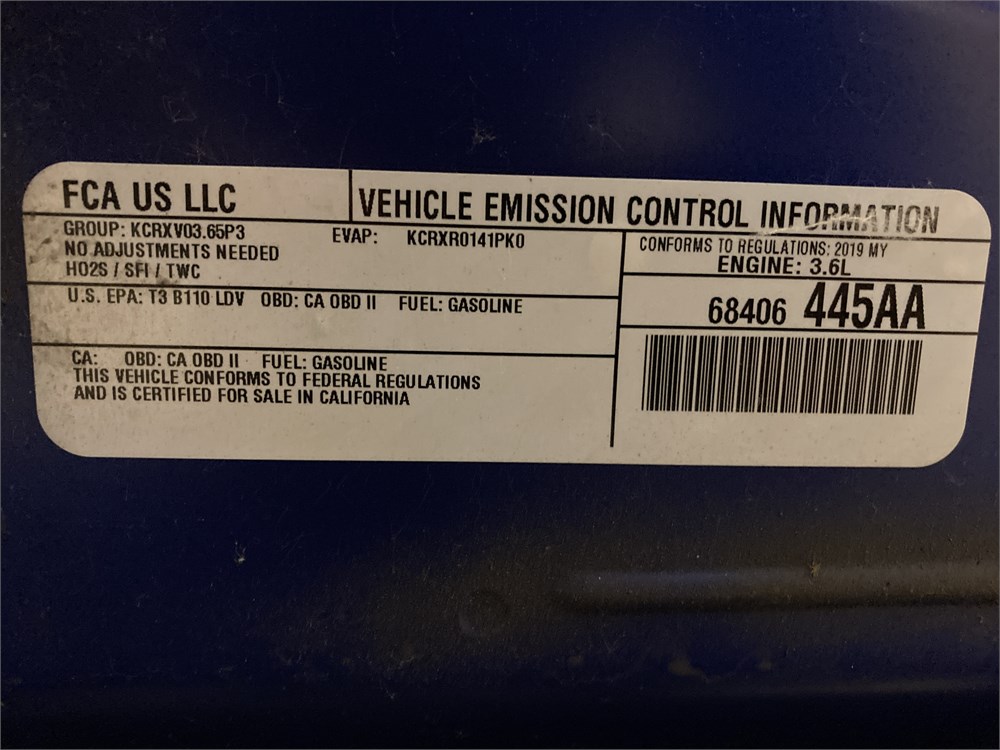 FCA US LLC
VEHICLE EMISSION CONTROL INFORMATION
GROUP: KCRXV03.65P3
EVAP: KCRXR0141PK0
NO ADJUSTMENTS NEEDED
HO2S / SFI / TWC
CONFORMS TO REGULATIONS: 2019 MY
ENGINE: 3.6L
U.S. EPA: T3 B110 LDV OBD: CA OBD II FUEL: GASOLINE
68406 445AA
CA: OBD: CA OBD II FUEL: GASOLINE
THIS VEHICLE CONFORMS TO FEDERAL REGULATIONS
AND IS CERTIFIED FOR SALE IN CALIFORNIA